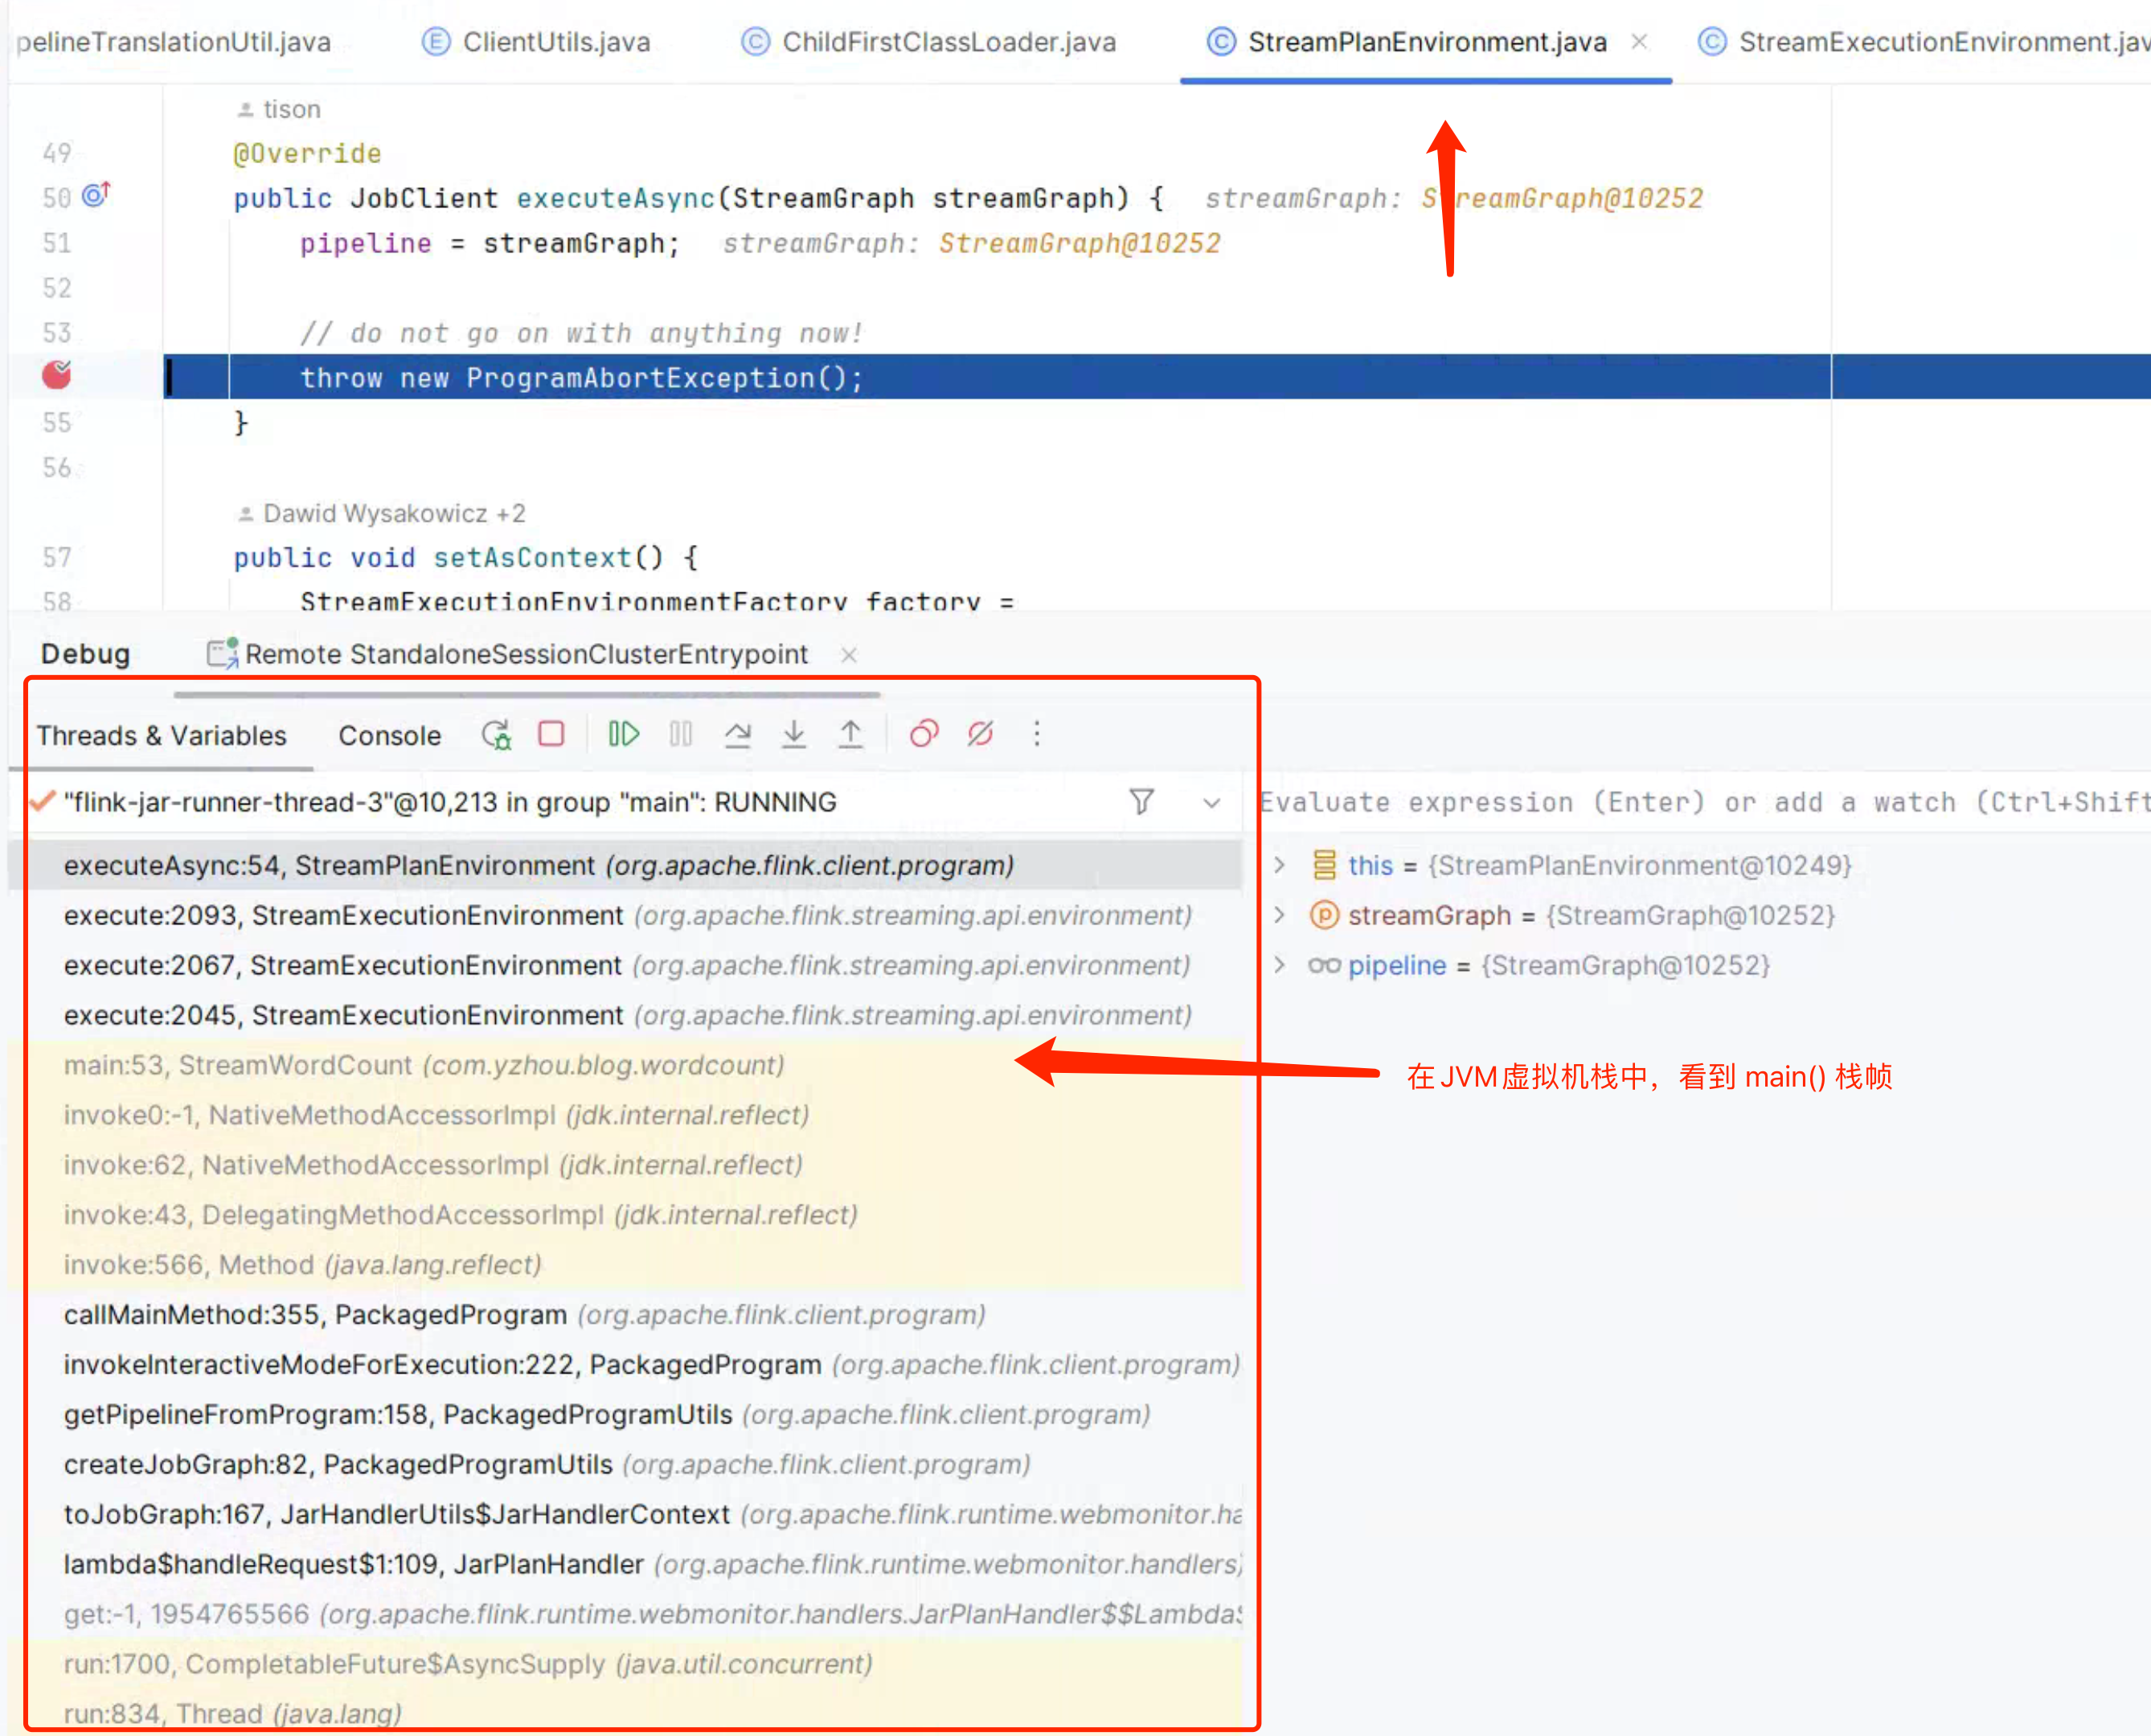 pelineTranslationUtil.java ClientUtils.java ChildFirstClassLoader.java StreamPlanEnvironment.java StreamExecutionEnvironment.jav
tison
49 @Override
50 public JobClient executeAsync(StreamGraph streamGraph) { streamGraph: StreamGraph@10252
51 pipeline = streamGraph; streamGraph: StreamGraph@10252
52
53 // do not go on with anything now!
throw new ProgramAbortException();
55 }
56
Dawid Wysakowicz +2
57 public void setAsContext() {
58 StreamExecutionEnvironmentFactory factory =
Debug Remote StandaloneSessionClusterEntrypoint
Threads & Variables Console
"flink-jar-runner-thread-3"@10,213 in group "main": RUNNING
Evaluate expression (Enter) or add a watch (Ctrl+Shift
executeAsync:54, StreamPlanEnvironment (org.apache.flink.client.program)
this = {StreamPlanEnvironment@10249}
execute:2093, StreamExecutionEnvironment (org.apache.flink.streaming.api.environment)
streamGraph = {StreamGraph@10252}
execute:2067, StreamExecutionEnvironment (org.apache.flink.streaming.api.environment)
pipeline = {StreamGraph@10252}
execute:2045, StreamExecutionEnvironment (org.apache.flink.streaming.api.environment)
main:53, StreamWordCount (com.yzhou.blog.wordcount)
在JVM虚拟机栈中，看到 main() 栈帧
invoke0:-1, NativeMethodAccessorImpl (jdk.internal.reflect)
invoke:62, NativeMethodAccessorImpl (jdk.internal.reflect)
invoke:43, DelegatingMethodAccessorImpl (jdk.internal.reflect)
invoke:566, Method (java.lang.reflect)
callMainMethod:355, PackagedProgram (org.apache.flink.client.program)
invokeInteractiveModeForExecution:222, PackagedProgram (org.apache.flink.client.program)
getPipelineFromProgram:158, PackagedProgramUtils (org.apache.flink.client.program)
createJobGraph:82, PackagedProgramUtils (org.apache.flink.client.program)
toJobGraph:167, JarHandlerUtils$JarHandlerContext (org.apache.flink.runtime.webmonitor.ha
lambda$handleRequest$1:109, JarPlanHandler (org.apache.flink.runtime.webmonitor.handlers)
get:-1, 1954765566 (org.apache.flink.runtime.webmonitor.handlers.JarPlanHandler$$Lambda$
run:1700, CompletableFuture$AsyncSupply (java.util.concurrent)
run:834, Thread (java.lang)